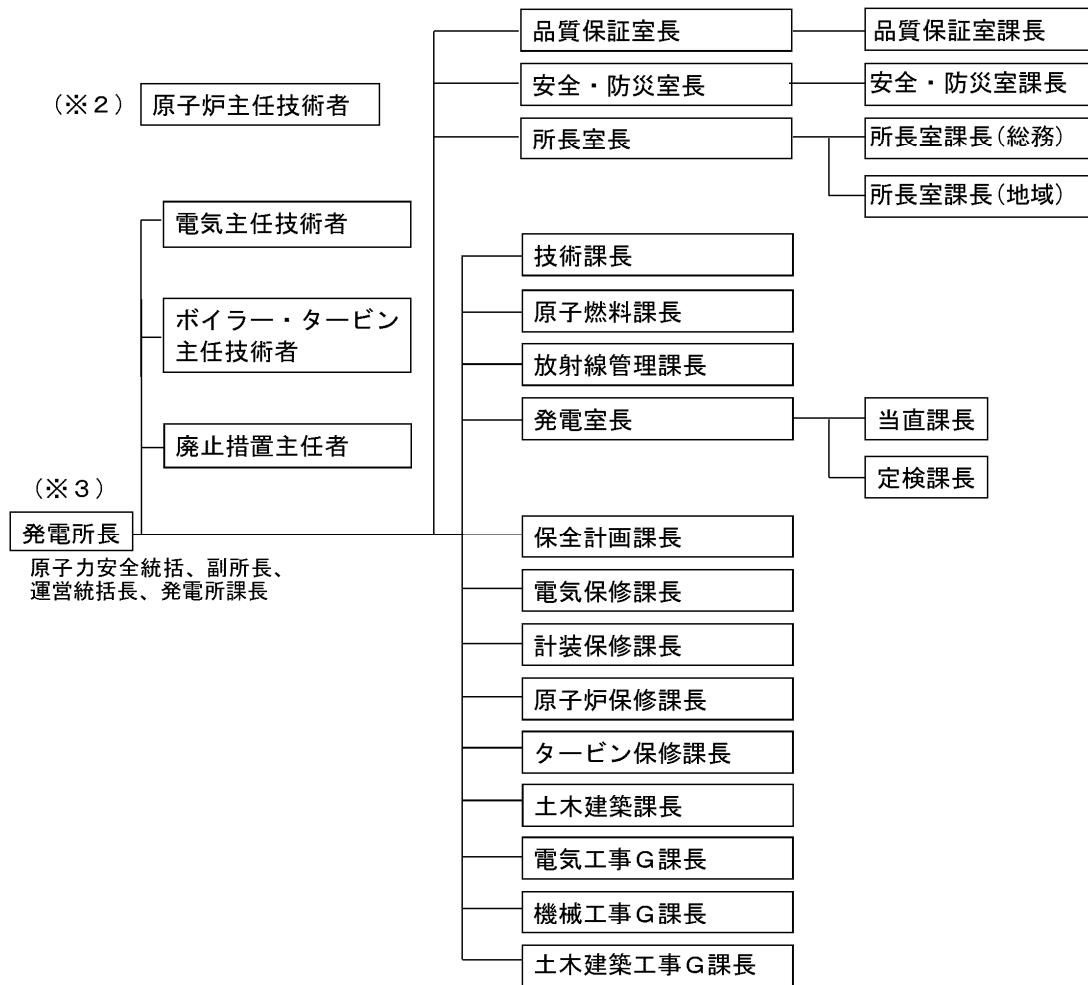 品質保証室長
品質保証室課長
安全・防災室長
安全・防災室課長
(※2)
原子炉主任技術者
所長室長
所長室課長(総務)
所長室課長(地域)
電気主任技術者
技術課長
ボイラー・タービン
主任技術者
原子燃料課長
放射線管理課長
廃止措置主任者
発電室長
当直課長
定検課長
(※3)
発電所長
原子力安全統括、副所長、
運営統括長、発電所課長
保全計画課長
電気保修課長
計装保修課長
原子炉保修課長
タービン保修課長
土木建築課長
電気工事G課長
機械工事G課長
土木建築工事G課長